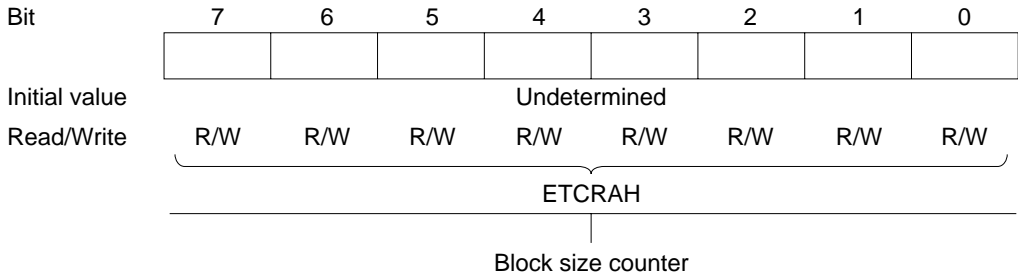 Bit 7 6 5 4 3 2 1 0
Initial value Undetermined
Read/Write R/W R/W R/W R/W R/W R/W R/W R/W
ETCRAH
Block size counter